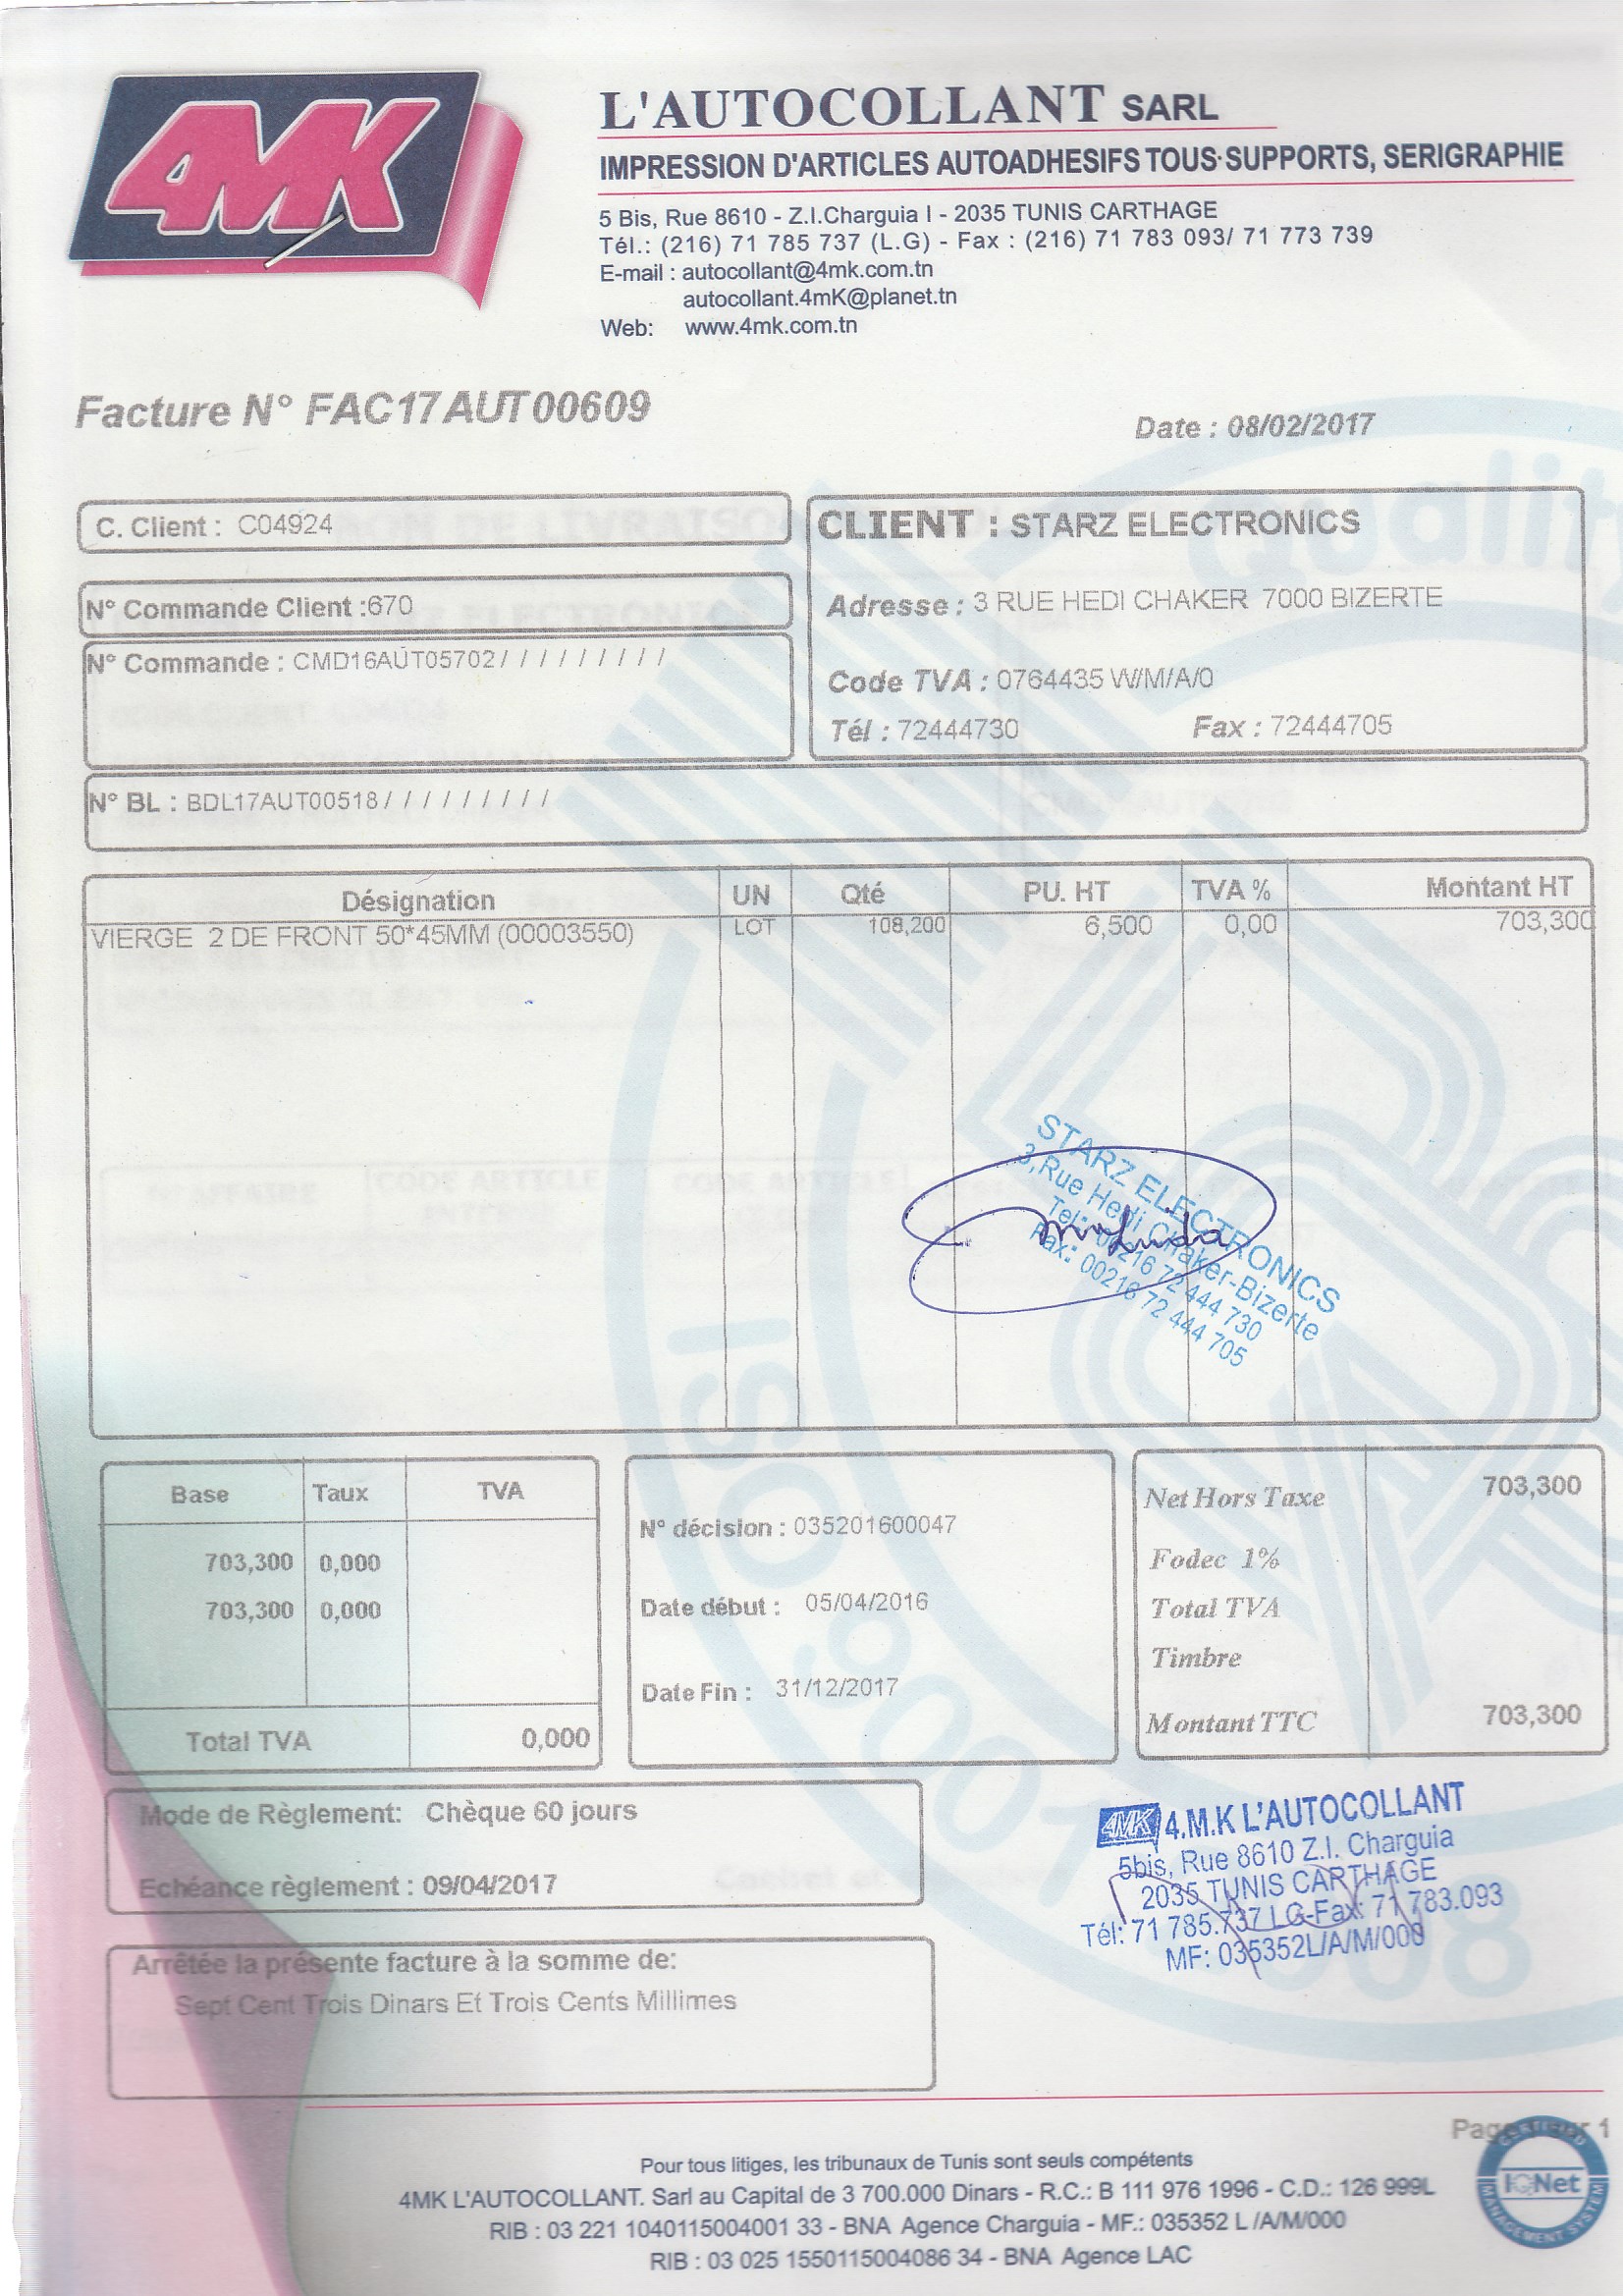 4MK
L'AUTOCOLLANT SARL
IMPRESSION D'ARTICLES AUTOADHESIFS TOUS SUPPORTS, SERIGRAPHIE
5 Bis, Rue 8610 - Z.I.Charguia I - 2035 TUNIS CARTHAGE
Tél.: (216) 71 785 737 (L.G) - Fax : (216) 71 783 093/ 71 773 739
E-mail : autocollant@4mk.com.tn
autocollant.4mK@planet.tn
Web: www.4mk.com.tn
Facture N° FAC17AUT00609
Date : 08/02/2017
C. Client : C04924
N° Commande Client :670
N° Commande : CMD16AUT05702/ / / / / / / / /
CLIENT : STARZ ELECTRONICS
Adresse : 3 RUE HEDI CHAKER 7000 BIZERTE
Code TVA : 0764435 W/M/A/0
Tél : 72444730 Fax : 72444705
N° BL : BDL17AUT00518/ / / / / / / / /
Désignation UN Qté PU. HT TVA % Montant HT
VIERGE 2 DE FRONT 50*45MM (00003550) LOT 108,200 6,500 0,00 703,300
STARZ ELECTRONICS
3, Rue Hedi Chaker-Bizerte
Tel: 00216 72 444 730
Fax: 00216 72 444 705
Base Taux TVA
703,300 0,000
703,300 0,000
Total TVA 0,000
N° décision : 035201600047
Date début : 05/04/2016
Date Fin : 31/12/2017
Net Hors Taxe 703,300
Fodec 1%
Total TVA
Timbre
Montant TTC 703,300
Mode de Règlement: Chèque 60 jours
Echéance règlement : 09/04/2017
4MK 4.M.K L'AUTOCOLLANT
5bis, Rue 8610 Z.I. Charguia
2035 TUNIS CARTHAGE
Tél: 71 785.737 LG-Fax: 71 783.093
MF: 035352L/A/M/000
Arrêtée la présente facture à la somme de:
Sept Cent Trois Dinars Et Trois Cents Millimes
Page 1 sur 1
Pour tous litiges, les tribunaux de Tunis sont seuls compétents
4MK L'AUTOCOLLANT. Sarl au Capital de 3 700.000 Dinars - R.C.: B 111 976 1996 - C.D.: 126 999L
RIB : 03 221 1040115004001 33 - BNA Agence Charguia - MF.: 035352 L /A/M/000
RIB : 03 025 1550115004086 34 - BNA Agence LAC
CERTIFIED
IQNet
MANAGEMENT SYSTEM